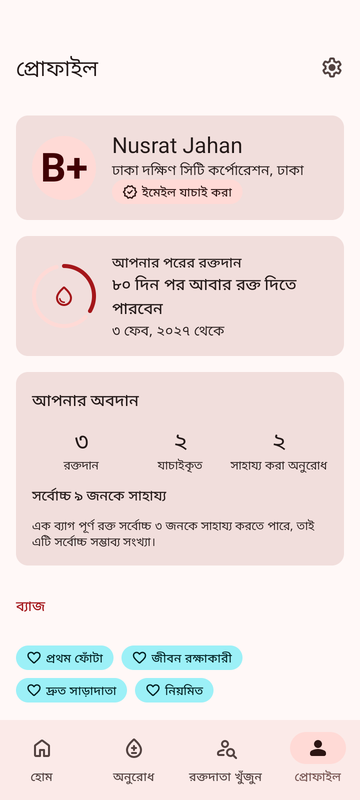 প্রোফাইল
B+
Nusrat Jahan
ঢাকা দক্ষিণ সিটি কর্পোরেশন, ঢাকা
ইমেইল যাচাই করা
আপনার পরের রক্তদান
৮০ দিন পর আবার রক্ত দিতে
পারবেন
৩ ফেব, ২০২৭ থেকে
আপনার অবদান
৩ ২ ২
রক্তদান যাচাইকৃত সাহায্য করা অনুরোধ
সর্বোচ্চ ৯ জনকে সাহায্য
এক ব্যাগ পূর্ণ রক্ত সর্বোচ্চ ৩ জনকে সাহায্য করতে পারে, তাই
এটি সর্বোচ্চ সম্ভাব্য সংখ্যা।
ব্যাজ
প্রথম ফোঁটা জীবন রক্ষাকারী
দ্রুত সাড়াদাতা নিয়মিত
হোম অনুরোধ রক্তদাতা খুঁজুন প্রোফাইল